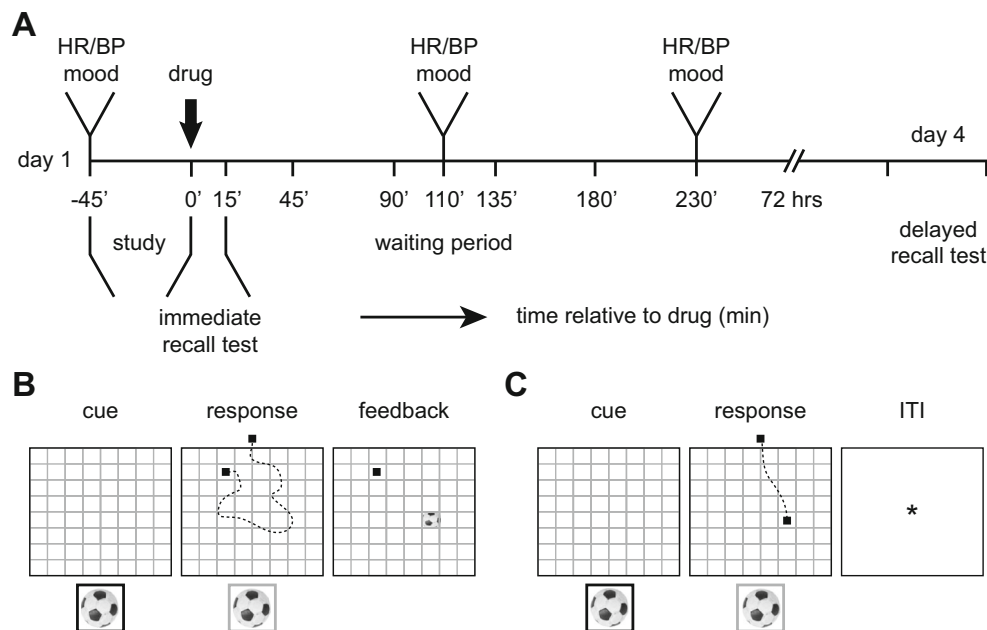 A
HR/BP mood
drug
HR/BP mood
HR/BP mood
day 1
day 4
-45’ 0’ 15’ 45’ 90’ 110’ 135’ 180’ 230’ 72 hrs
study
waiting period
delayed recall test
immediate recall test
time relative to drug (min)
B
cue response feedback
C
cue response ITI
*